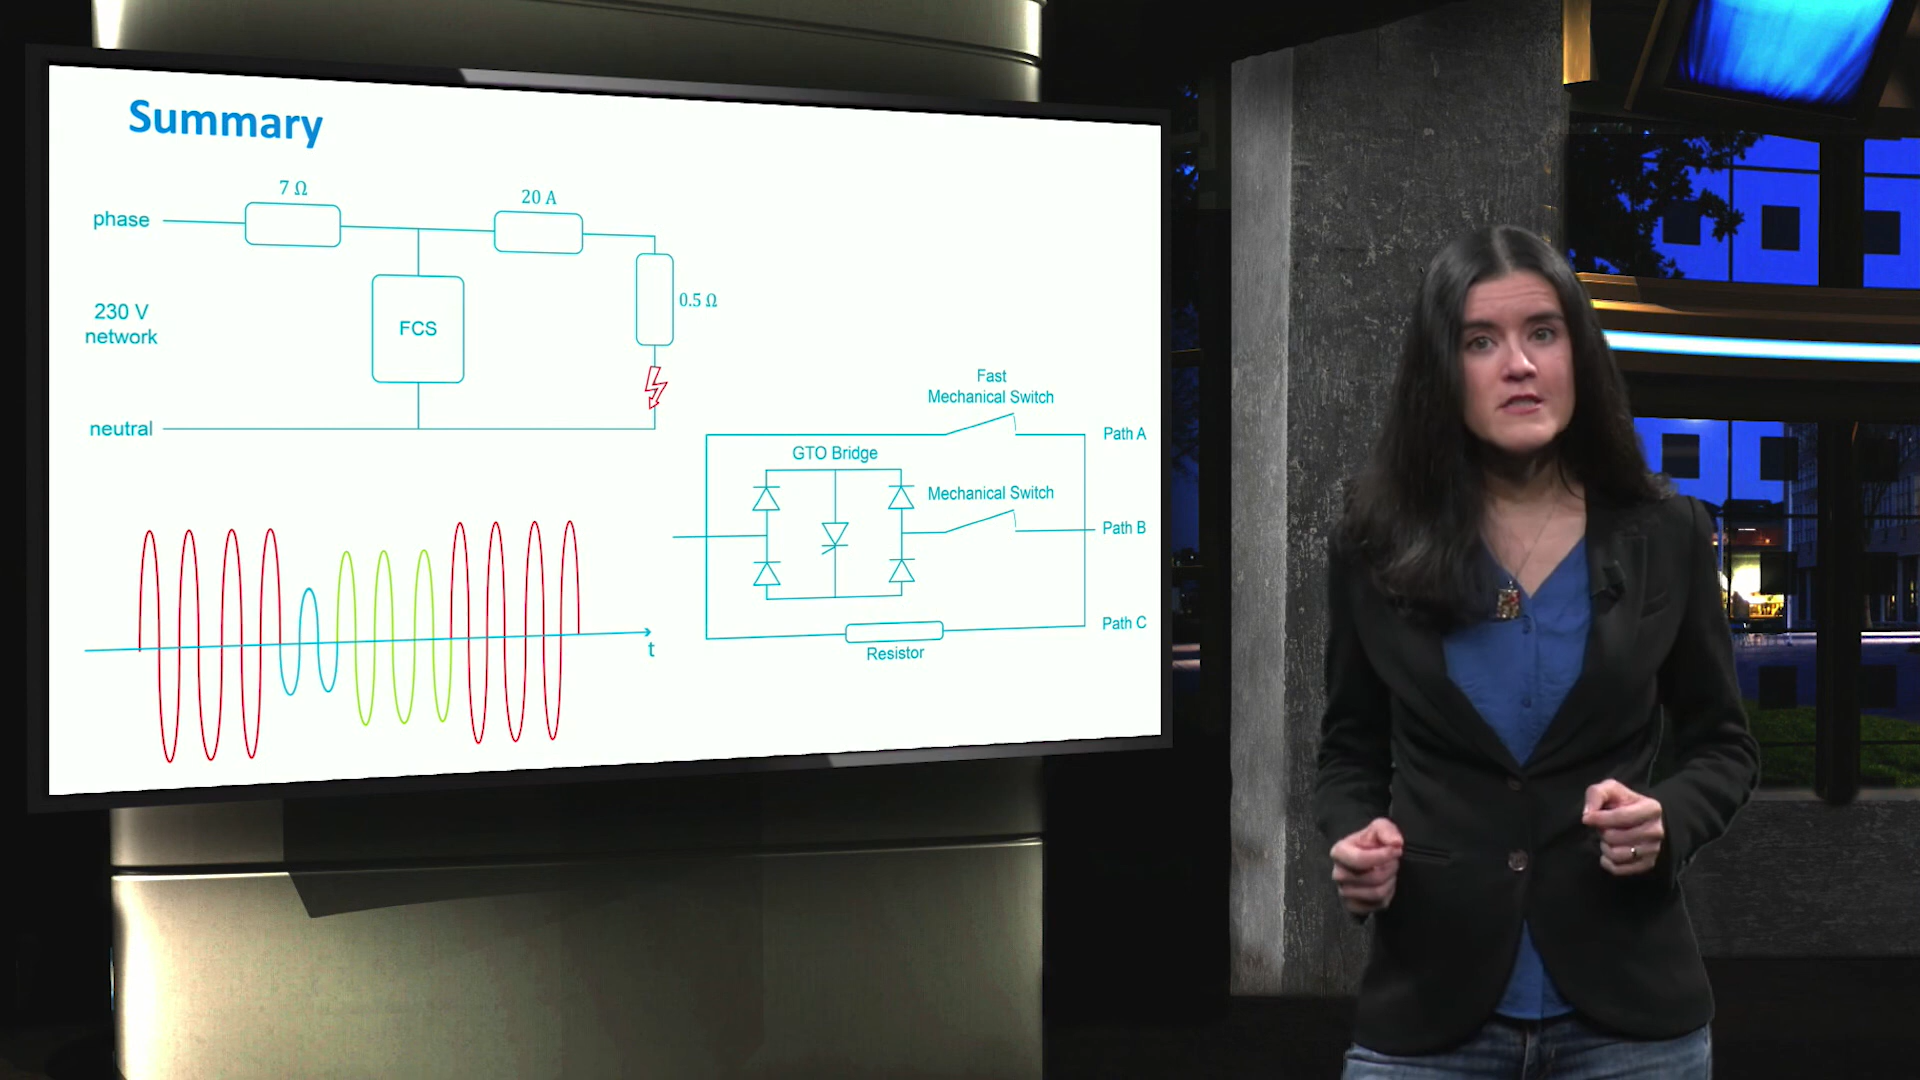 Summary
7 Ω
20 A
phase
0.5 Ω
230 V
network
FCS
neutral
Fast
Mechanical Switch
Path A
GTO Bridge
Mechanical Switch
Path B
Path C
Resistor
t